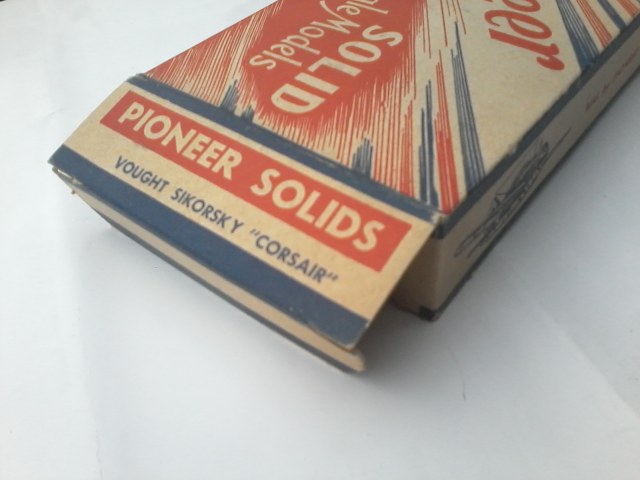 PIONEER SOLIDS
VOUGHT SIKORSKY "CORSAIR"
SOLID
Models